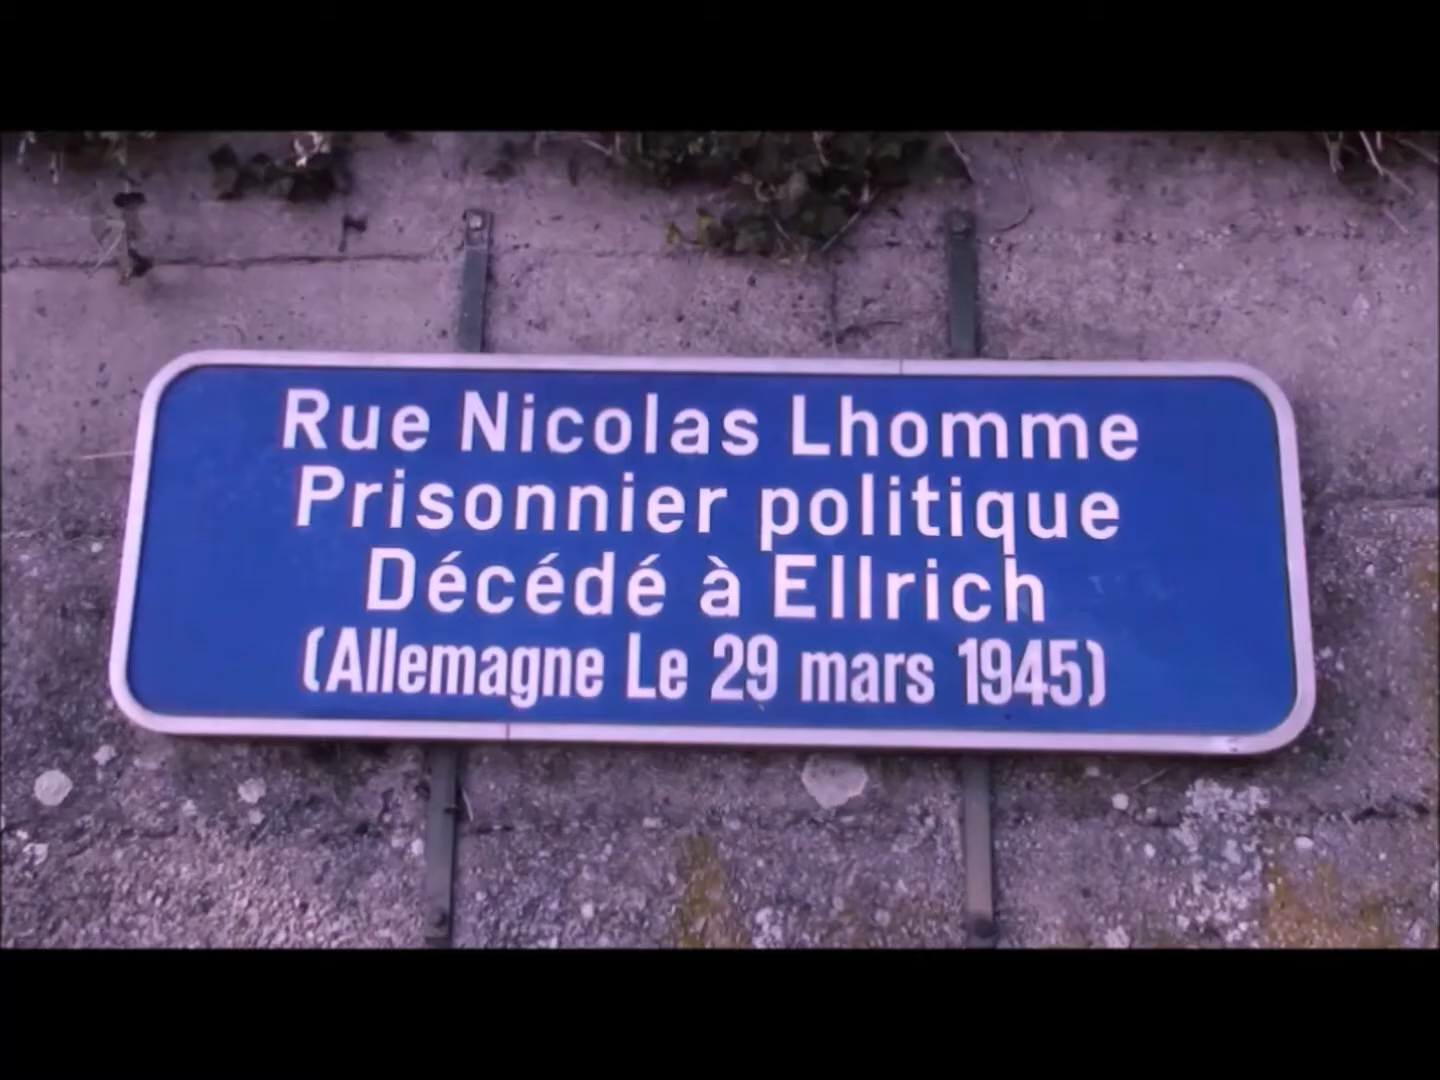 Rue Nicolas Lhomme
Prisonnier politique
Décédé à Ellrich
(Allemagne Le 29 mars 1945)